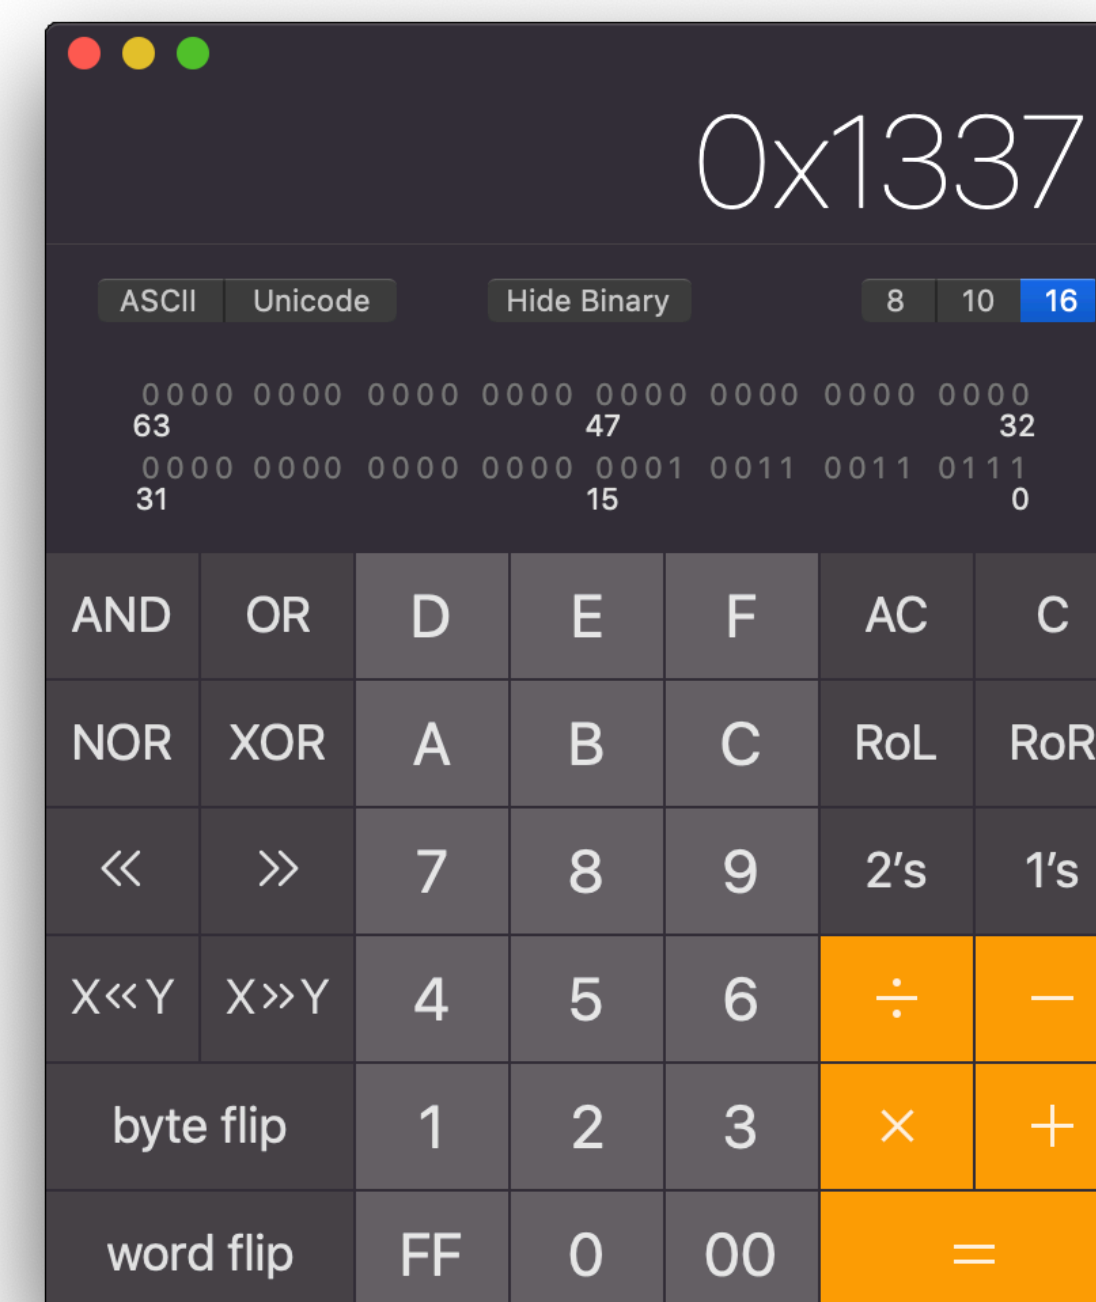 0x1337
ASCII Unicode Hide Binary 8 10 16
0000 0000 0000 0000 0000 0000 0000 0000
63 47 32
0000 0000 0000 0000 0001 0011 0011 0111
31 15 0
AND OR D E F AC C
NOR XOR A B C RoL RoR
<< >> 7 8 9 2's 1's
X<<Y X>>Y 4 5 6 ÷ −
byte flip 1 2 3 × +
word flip FF 0 00 =